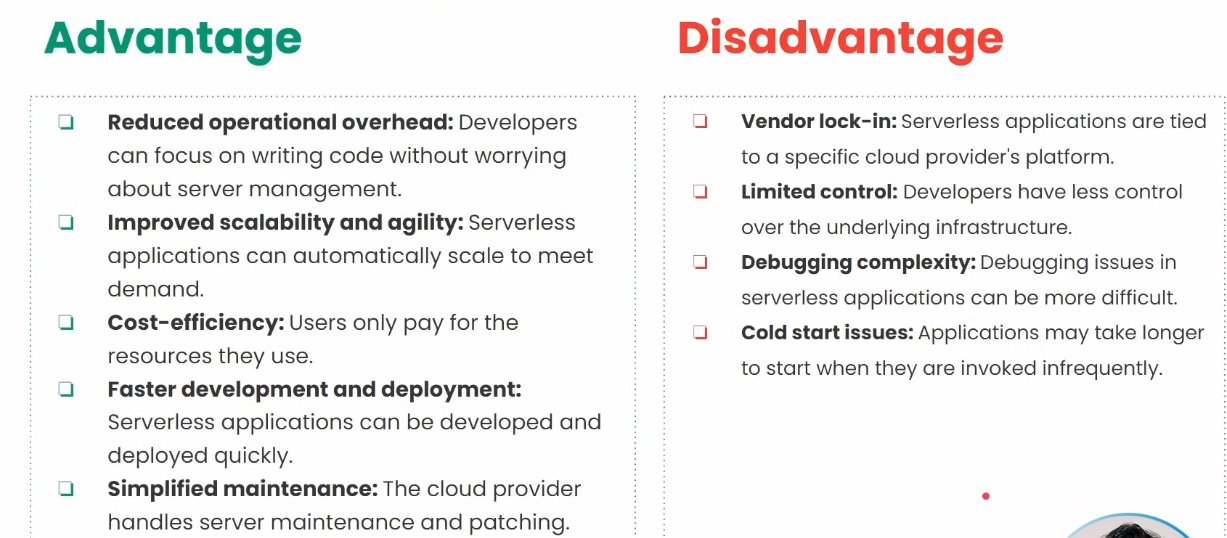 Advantage
Reduced operational overhead: Developers
can focus on writing code without worrying
about server management.
Improved scalability and agility: Serverless
applications can automatically scale to meet
demand.
Cost-efficiency: Users only pay for the
resources they use.
Faster development and deployment:
Serverless applications can be developed and
deployed quickly.
Simplified maintenance: The cloud provider
handles server maintenance and patching.
Disadvantage
Vendor lock-in: Serverless applications are tied
to a specific cloud provider's platform.
Limited control: Developers have less control
over the underlying infrastructure.
Debugging complexity: Debugging issues in
serverless applications can be more difficult.
Cold start issues: Applications may take longer
to start when they are invoked infrequently.